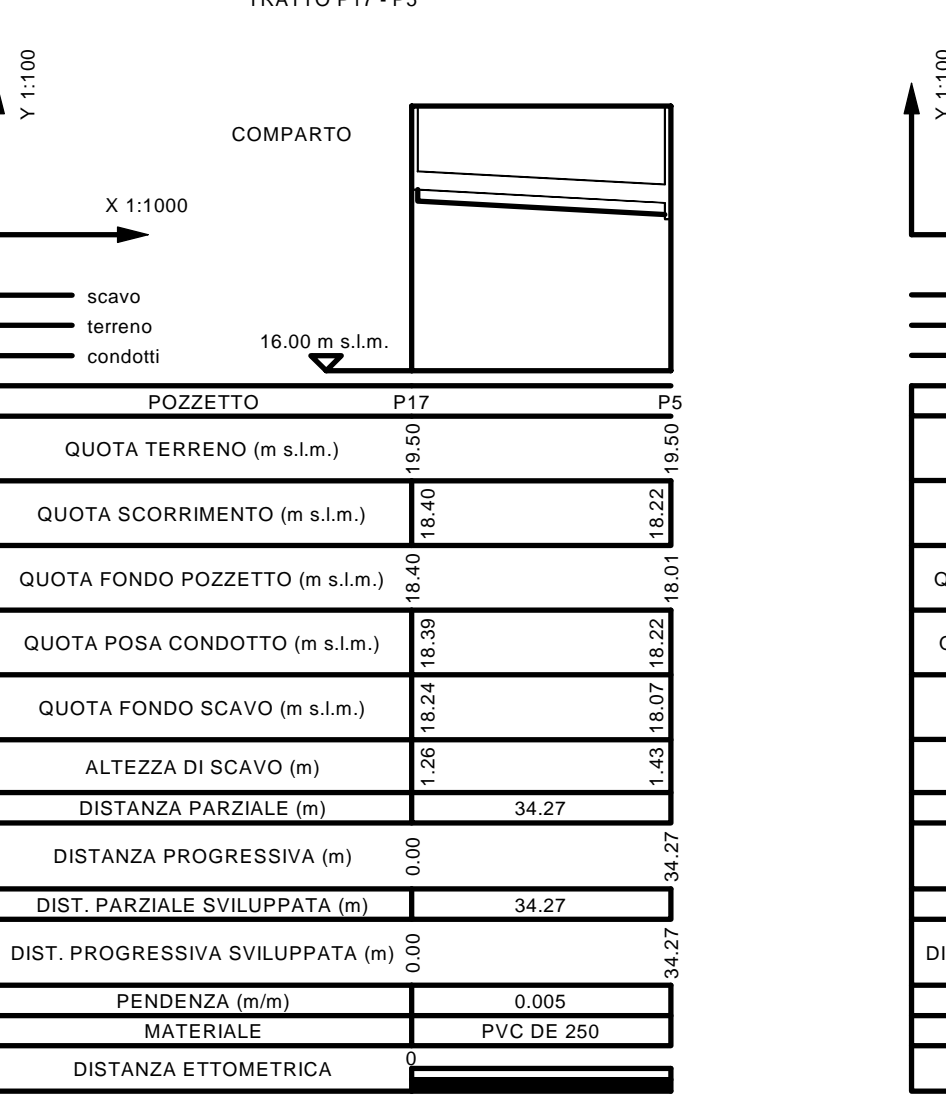 TRATTO P17 - P5
Y 1:100
COMPARTO
X 1:1000
scavo
terreno
condotti
16.00 m s.l.m.
POZZETTO P17 P5
QUOTA TERRENO (m s.l.m.) 19.50 19.50
QUOTA SCORRIMENTO (m s.l.m.) 18.40 18.22
QUOTA FONDO POZZETTO (m s.l.m.) 18.40 18.01
QUOTA POSA CONDOTTO (m s.l.m.) 18.39 18.22
QUOTA FONDO SCAVO (m s.l.m.) 18.24 18.07
ALTEZZA DI SCAVO (m) 1.26 1.43
DISTANZA PARZIALE (m) 34.27
DISTANZA PROGRESSIVA (m) 0.00 34.27
DIST. PARZIALE SVILUPPATA (m) 34.27
DIST. PROGRESSIVA SVILUPPATA (m) 0.00 34.27
PENDENZA (m/m) 0.005
MATERIALE PVC DE 250
DISTANZA ETTOMETRICA 0
Y 1:100